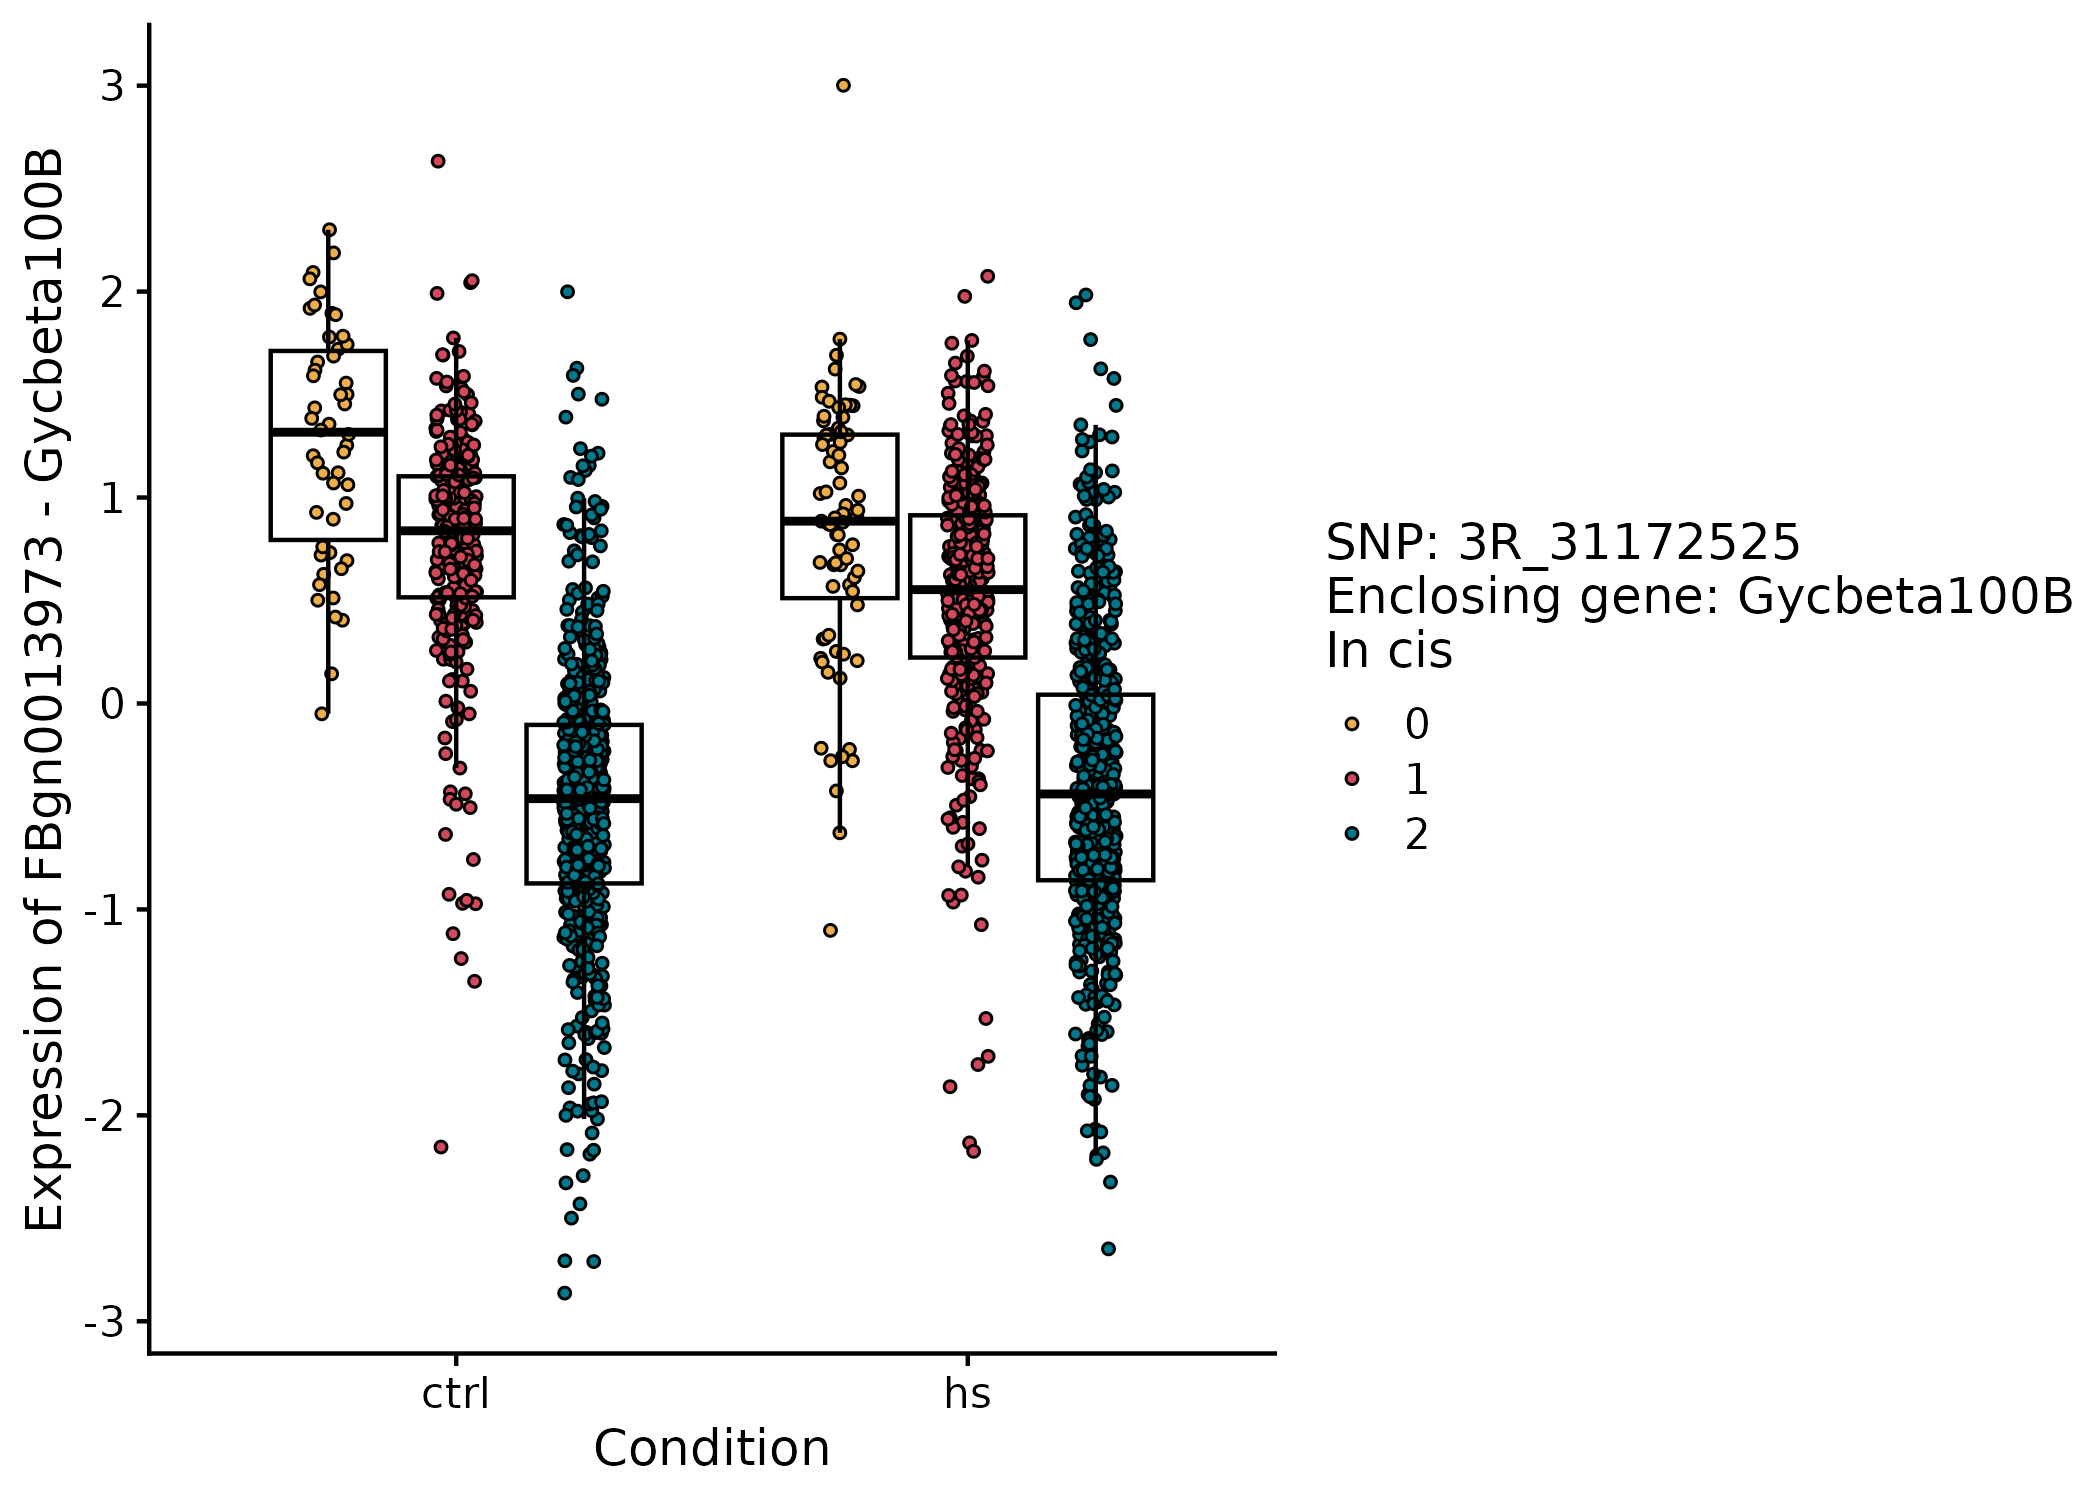 Expression of FBgn0013973 - Gycbeta100B
3
2
1
0
-1
-2
-3
ctrl
hs
Condition
SNP: 3R_31172525
Enclosing gene: Gycbeta100B
In cis
0
1
2